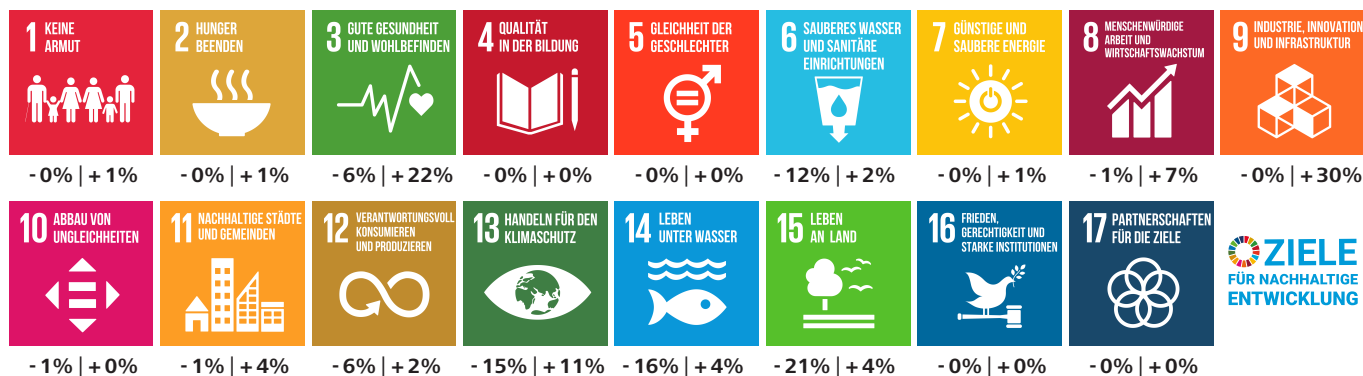 1 KEINE
ARMUT
2 HUNGER
BEENDEN
3 GUTE GESUNDHEIT
UND WOHLBEFINDEN
4 QUALITÄT
IN DER BILDUNG
5 GLEICHHEIT DER
GESCHLECHTER
6 SAUBERES WASSER
UND SANITÄRE
EINRICHTUNGEN
7 GÜNSTIGE UND
SAUBERE ENERGIE
8 MENSCHENWÜRDIGE
ARBEIT UND
WIRTSCHAFTSWACHSTUM
9 INDUSTRIE, INNOVATION
UND INFRASTRUKTUR
-0% | +1%
-0% | +1%
-6% | +22%
-0% | +0%
-0% | +0%
-12% | +2%
-0% | +1%
-1% | +7%
-0% | +30%
10 ABBAU VON
UNGLEICHHEITEN
11 NACHHALTIGE STÄDTE
UND GEMEINDEN
12 VERANTWORTUNGSVOLL
KONSUMIEREN
UND PRODUZIEREN
13 HANDELN FÜR DEN
KLIMASCHUTZ
14 LEBEN
UNTER WASSER
15 LEBEN
AN LAND
16 FRIEDEN,
GERECHTIGKEIT UND
STARKE INSTITUTIONEN
17 PARTNERSCHAFTEN
FÜR DIE ZIELE
ZIELE
FÜR NACHHALTIGE
ENTWICKLUNG
-1% | +0%
-1% | +4%
-6% | +2%
-15% | +11%
-16% | +4%
-21% | +4%
-0% | +0%
-0% | +0%